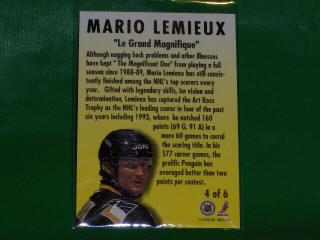 MARIO LEMIEUX
"Le Grand Magnifique"
Although nagging back problems and other illnesses
have kept "The Magnificent One" from playing a full
season since 1988-89, Mario Lemieux has still consis-
tently finished among the NHL's top scorers every
year. Gifted with legendary skills, ice vision and
determination, Lemieux has captured the Art Ross
Trophy as the NHL's leading scorer in four of the past
six years including 1993, where he notched 160
points (69 G, 91 A) in a
mere 60 games to carry
the scoring title. In his
577 career games, the
prolific Penguin has
averaged better than two
points per contest.
4 of 6